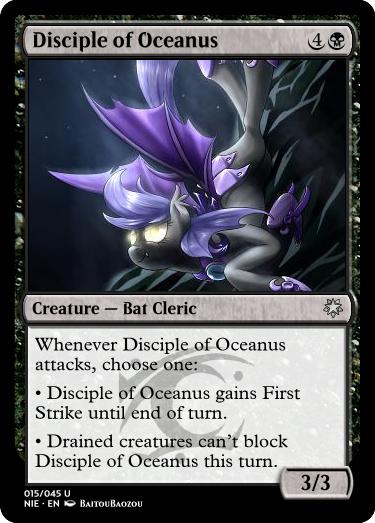 Disciple of Oceanus 4
Creature — Bat Cleric
Whenever Disciple of Oceanus
attacks, choose one:
• Disciple of Oceanus gains First
Strike until end of turn.
• Drained creatures can't block
Disciple of Oceanus this turn.
3/3
015/045 U
NIE • EN BaitouBaozou